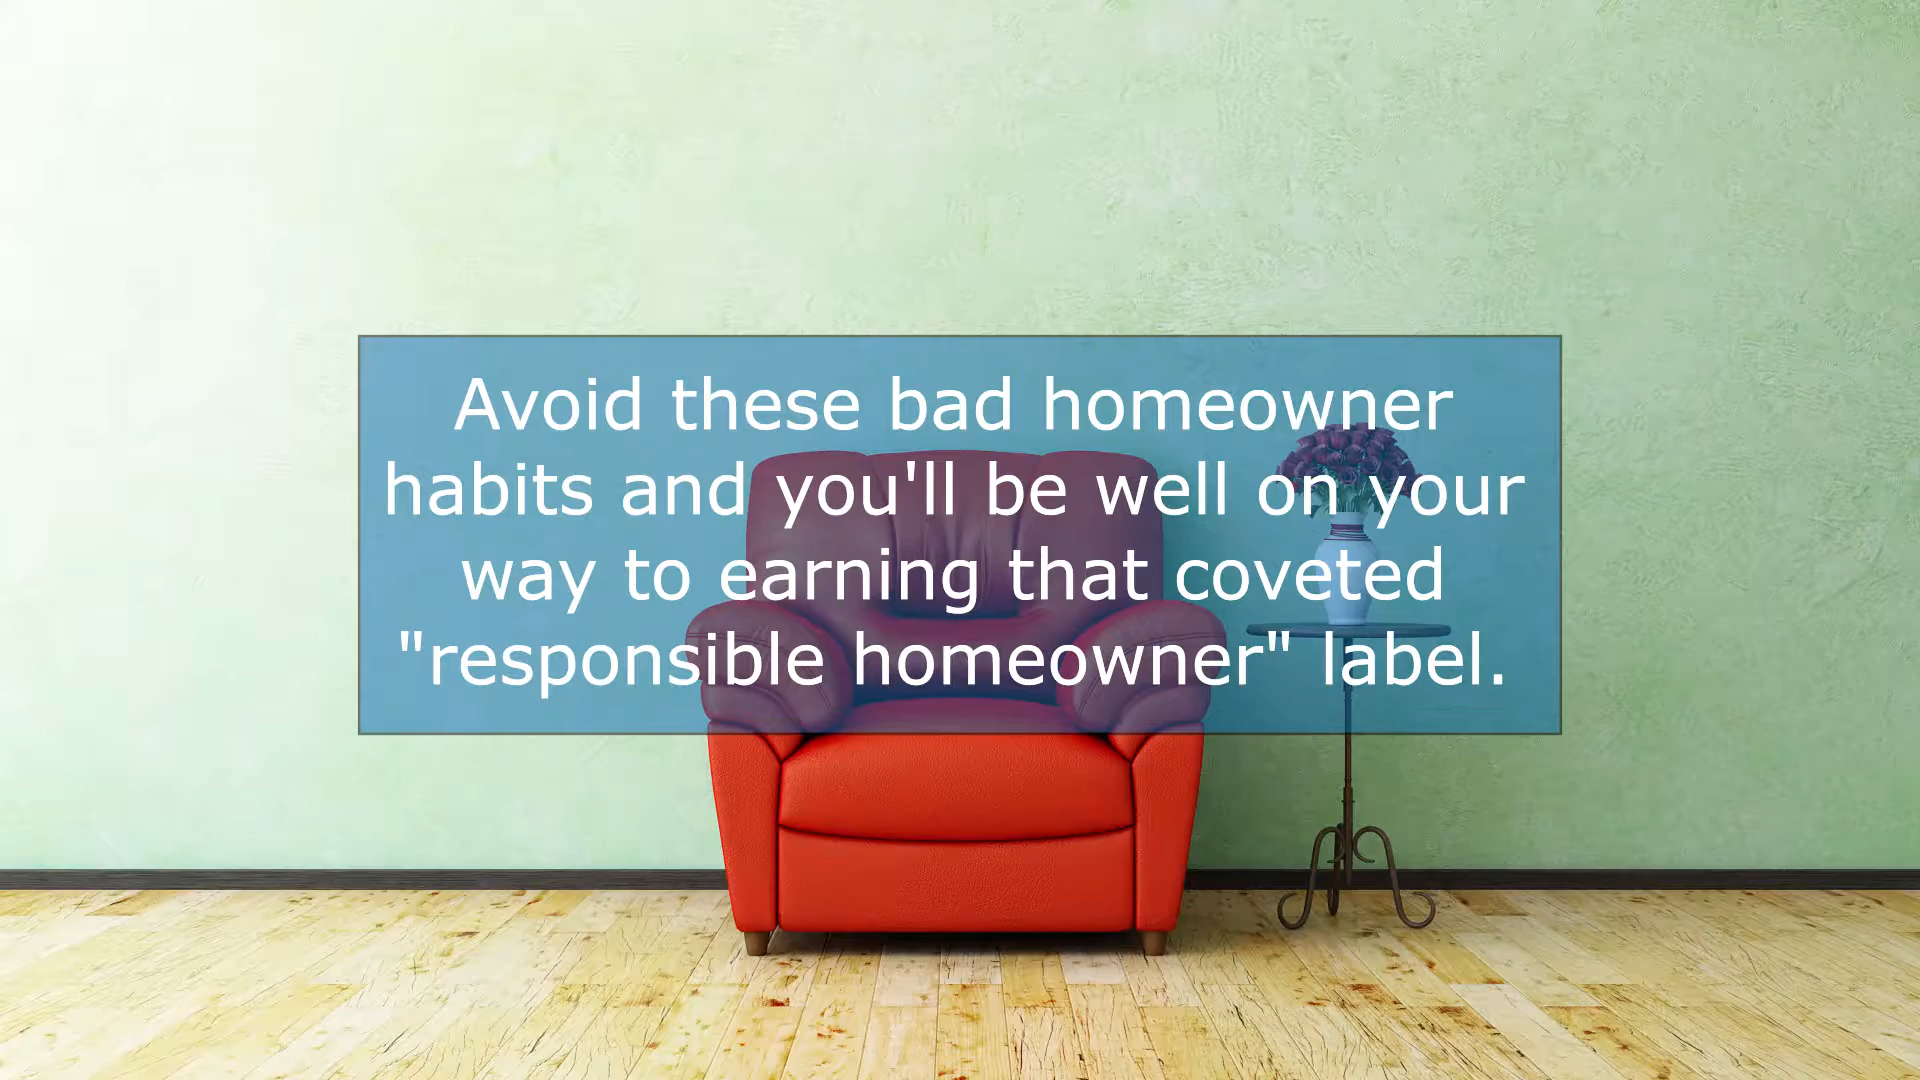 Avoid these bad homeowner
habits and you'll be well on your
way to earning that coveted
"responsible homeowner" label.